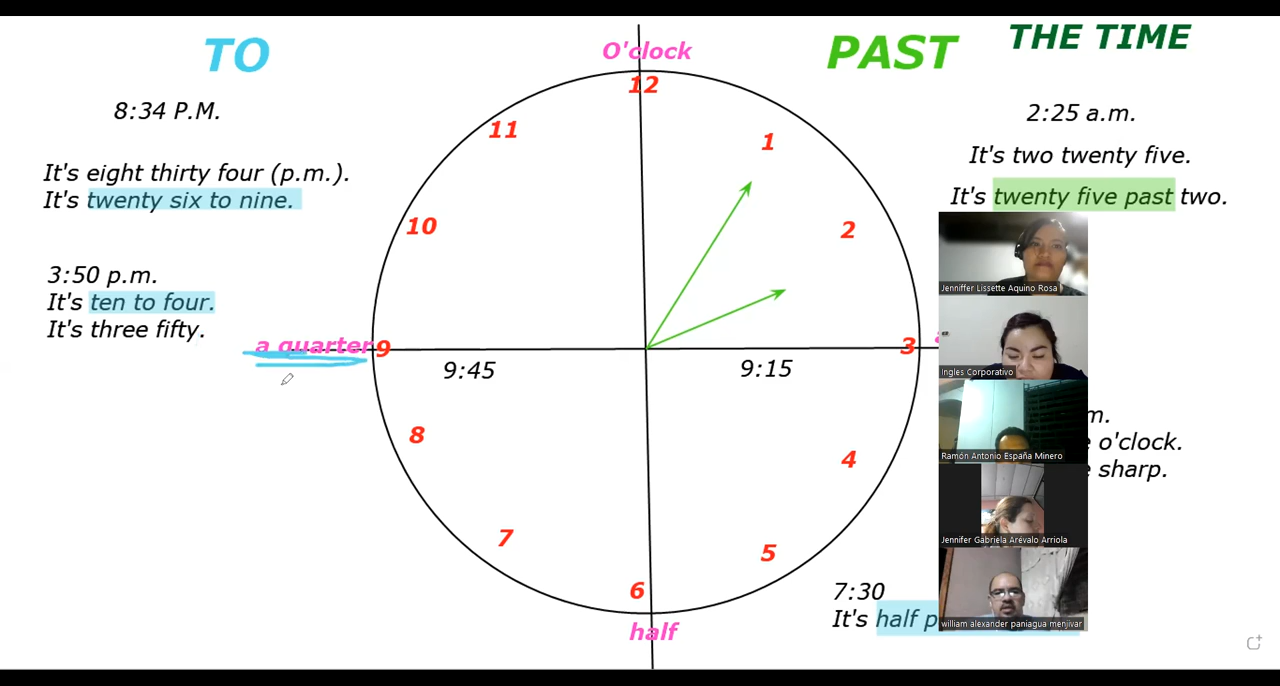 TO
PAST
THE TIME
O'clock
8:34 P.M.
It's eight thirty four (p.m.).
It's twenty six to nine.
3:50 p.m.
It's ten to four.
It's three fifty.
a quarter
12
11
10
9
8
7
6
1
2
3
4
5
9:45
9:15
half
2:25 a.m.
It's two twenty five.
It's twenty five past two.
Jenniffer Lissette Aquino Rosa
Ingles Corporativo
Ramón Antonio España Minero
Jennifer Gabriela Arévalo Arriola
william alexander paniagua menjivar
m.
o'clock.
sharp.
7:30
It's half p